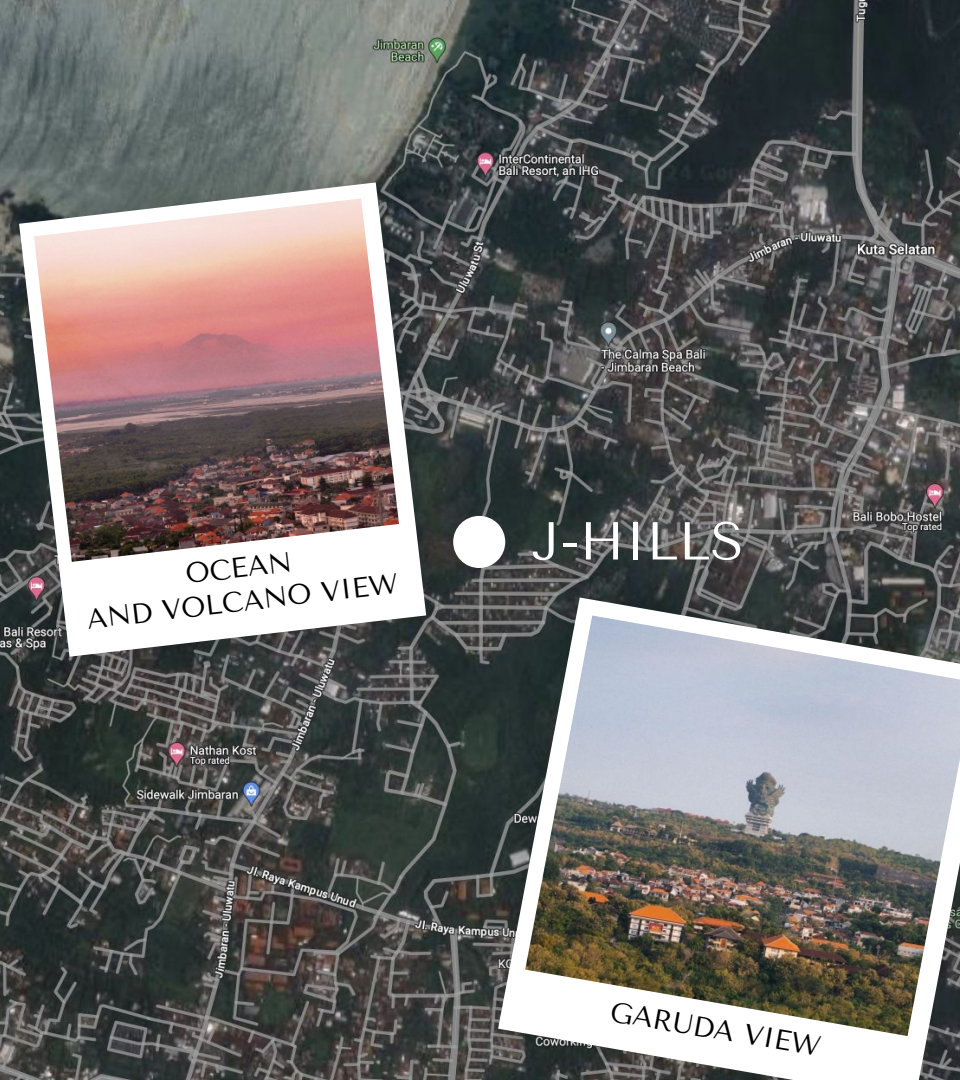 Jimbaran
Beach
InterContinental
Bali Resort, an IHG
Uluwatu St
Jimbaran - Uluwatu
Kuta Selatan
The Calma Spa Bali
- Jimbaran Beach
Bali Bobo Hostel
Top rated
J-HILLS
OCEAN
AND VOLCANO VIEW
Bali Resort
as & Spa
Jimbaran - Uluwatu
Nathan Kost
Top rated
Sidewalk Jimbaran
Jl. Raya Kampus Unud
Jimbaran - Uluwatu
Jl. Raya Kampus Un
GARUDA VIEW